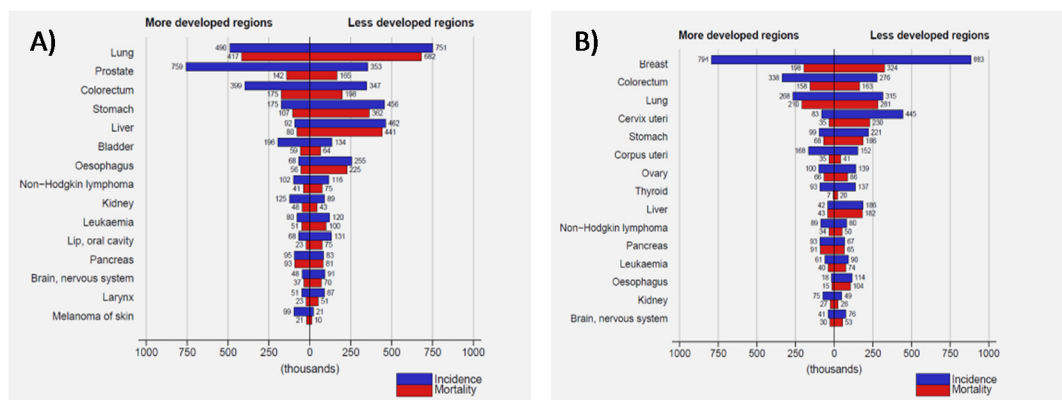 A)
More developed regions Less developed regions
Lung 490 751
417 682
Prostate 759 353
142 165
Colorectum 399 347
175 198
Stomach 175 456
107 362
Liver 92 462
80 441
Bladder 196 134
59 64
Oesophagus 68 255
56 225
Non-Hodgkin lymphoma 102 116
41 75
Kidney 125 89
48 43
Leukaemia 80 120
51 100
Lip, oral cavity 68 131
23 75
Pancreas 95 83
93 81
Brain, nervous system 48 91
37 70
Larynx 51 87
23 51
Melanoma of skin 99 21
21 10
1000 750 500 250 0 250 500 750 1000
(thousands)
Incidence
Mortality
B)
More developed regions Less developed regions
Breast 791 883
198 324
Colorectum 338 276
158 163
Lung 268 315
210 281
Cervix uteri 83 445
35 230
Stomach 99 221
68 186
Corpus uteri 168 152
35 41
Ovary 100 139
66 86
Thyroid 93 137
7 20
Liver 42 186
43 182
Non-Hodgkin lymphoma 89 80
34 50
Pancreas 93 67
91 65
Leukaemia 61 90
40 74
Oesophagus 18 114
15 104
Kidney 75 49
27 26
Brain, nervous system 41 76
30 53
1000 750 500 250 0 250 500 750 1000
(thousands)
Incidence
Mortality